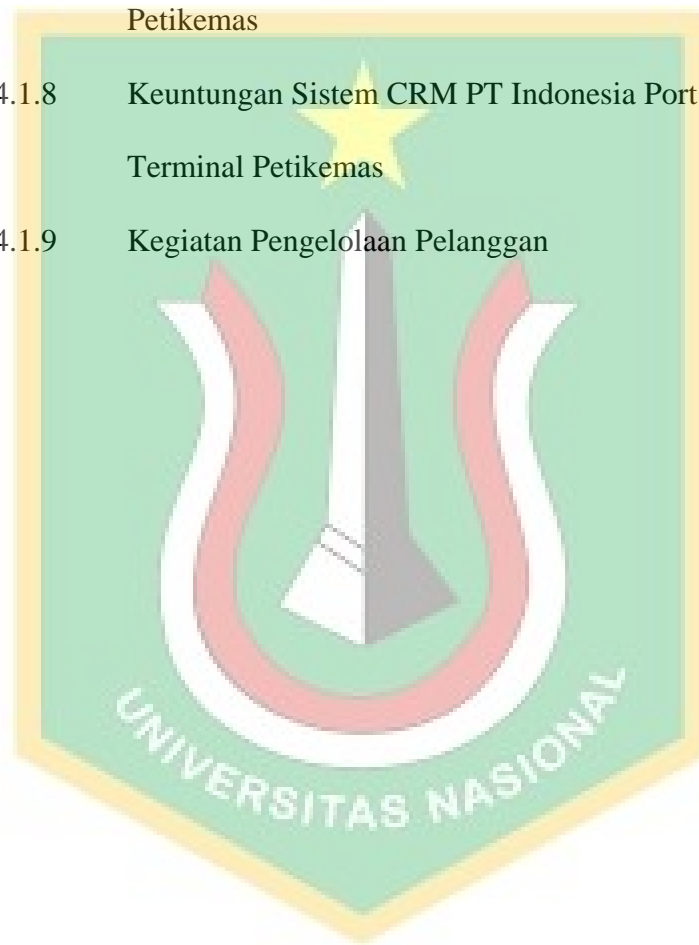 Petikemas
4.1.8 Keuntungan Sistem CRM PT Indonesia Port
Terminal Petikemas
4.1.9 Kegiatan Pengelolaan Pelanggan
UNIVERSITAS NASIONAL